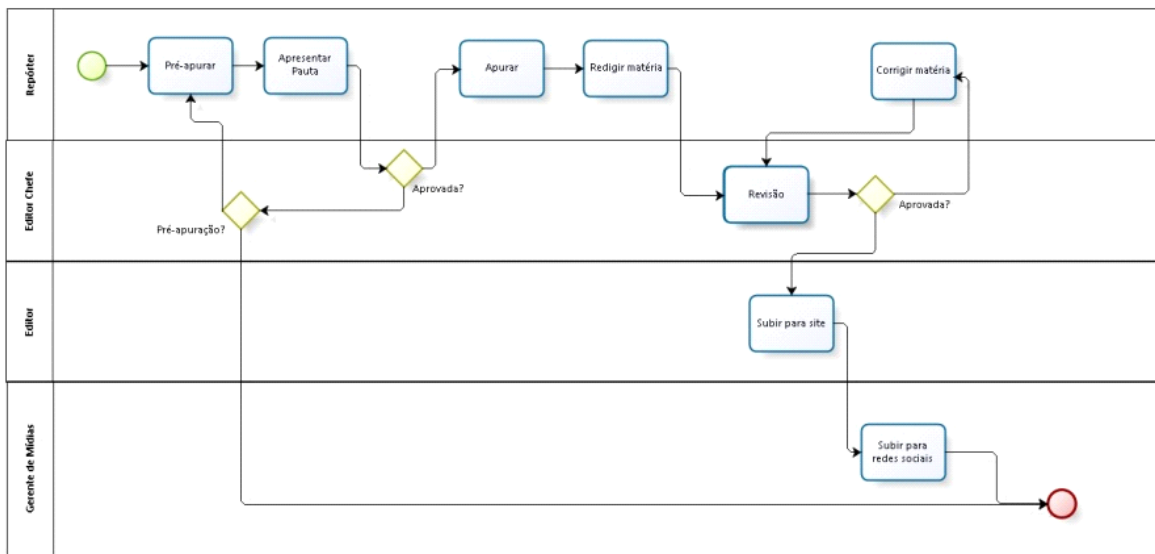 Repórter
Pré-apurar
Apresentar
Pauta
Apurar
Redigir matéria
Corrigir matéria
Editor Chefe
Aprovada?
Pré-apuração?
Revisão
Aprovada?
Editor
Subir para site
Gerente de Mídias
Subir para
redes sociais